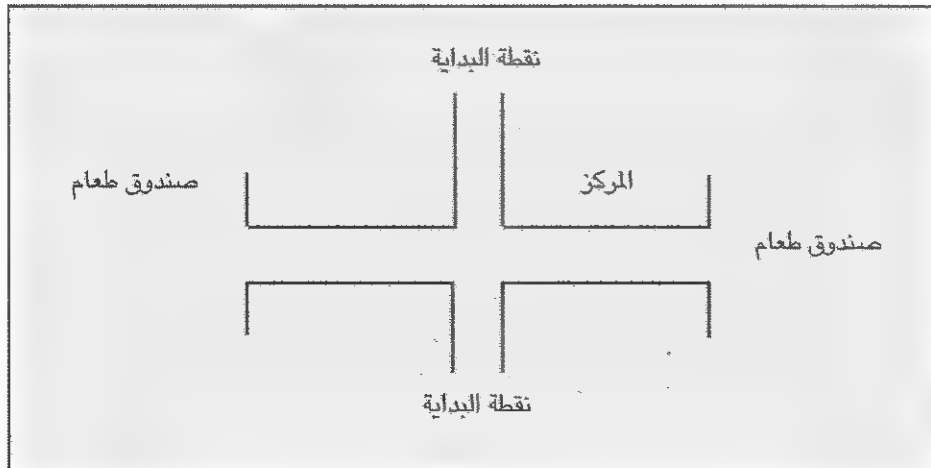 نقطة البداية
صندوق طعام
المركز
صندوق طعام
نقطة البداية